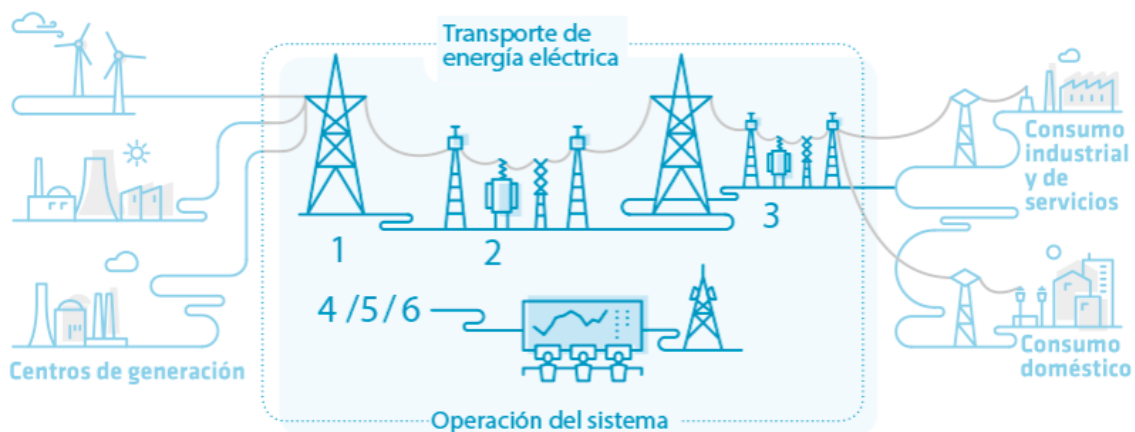 Transporte de
energía eléctrica
Consumo
industrial
y de
servicios
1
2
3
4 /5/ 6
Centros de generación
Consumo
doméstico
Operación del sistema